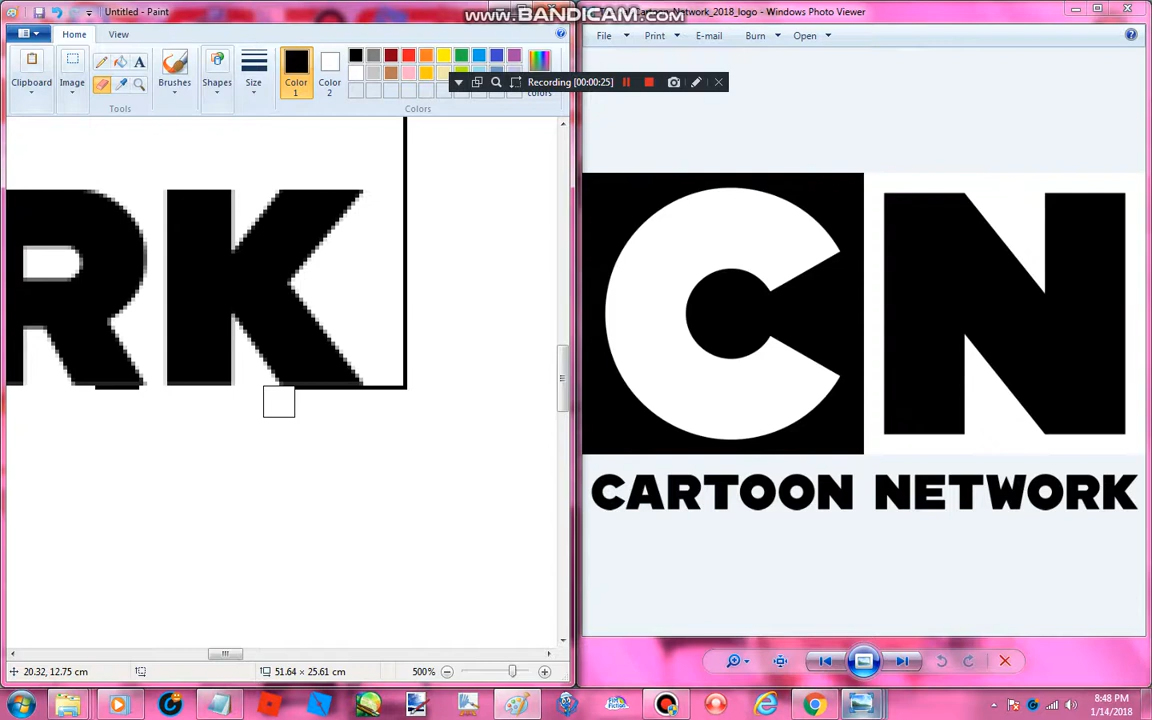 Untitled - Paint
www.BANDICAM.com
Network_2018_logo - Windows Photo Viewer
Home
View
File
Print
E-mail
Burn
Open
Clipboard
Image
Brushes
Shapes
Size
Color
1
Color
2
colors
Tools
Colors
Recording [00:00:25]
RK
CN
CARTOON NETWORK
20.32, 12.75 cm
51.64 × 25.61 cm
500%
8:48 PM
1/14/2018